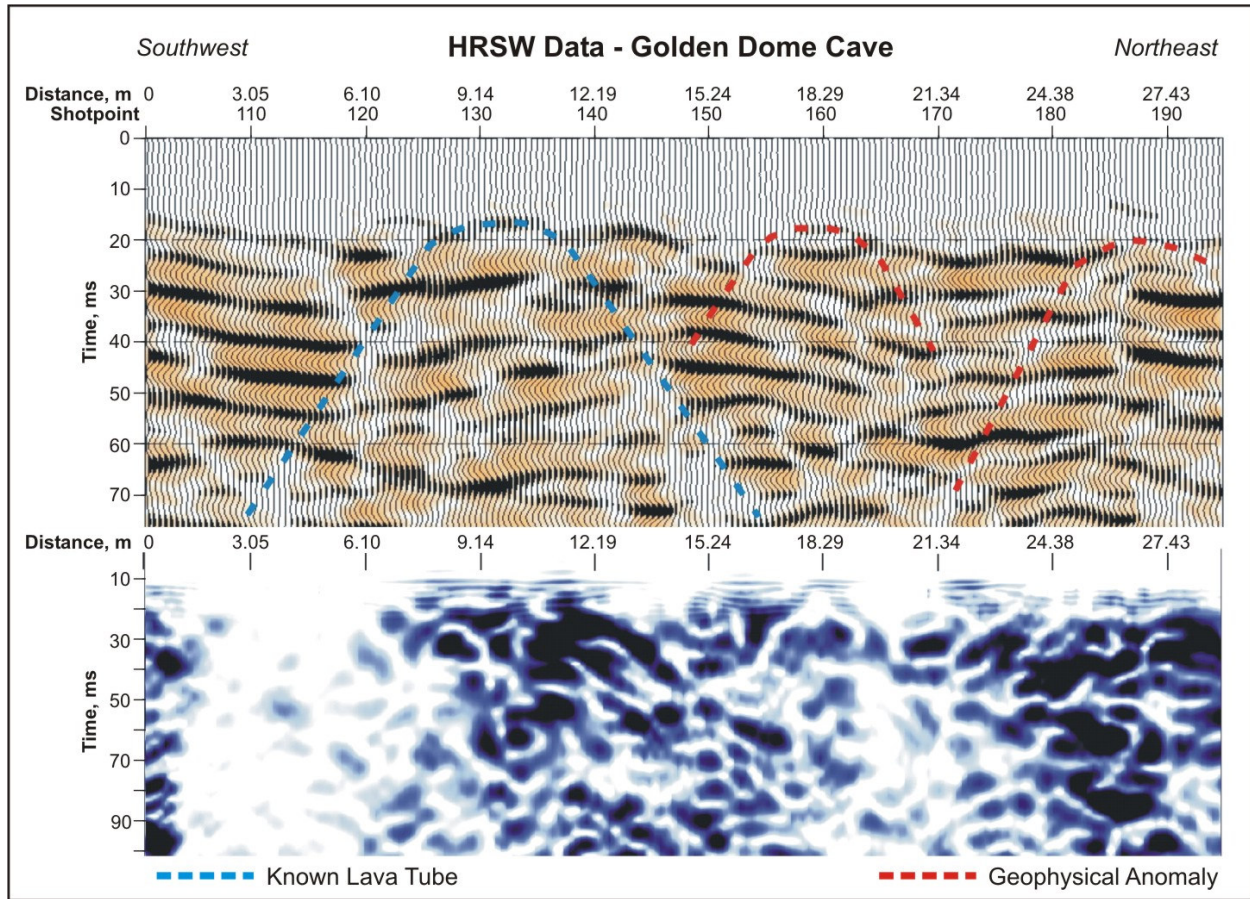 Southwest HRSW Data - Golden Dome Cave Northeast
Distance, m 0 3.05 6.10 9.14 12.19 15.24 18.29 21.34 24.38 27.43
Shotpoint 110 120 130 140 150 160 170 180 190
0
10
20
30
40
50
60
70
Time, ms
Distance, m 0 3.05 6.10 9.14 12.19 15.24 18.29 21.34 24.38 27.43
10
30
50
70
90
Time, ms
Known Lava Tube Geophysical Anomaly